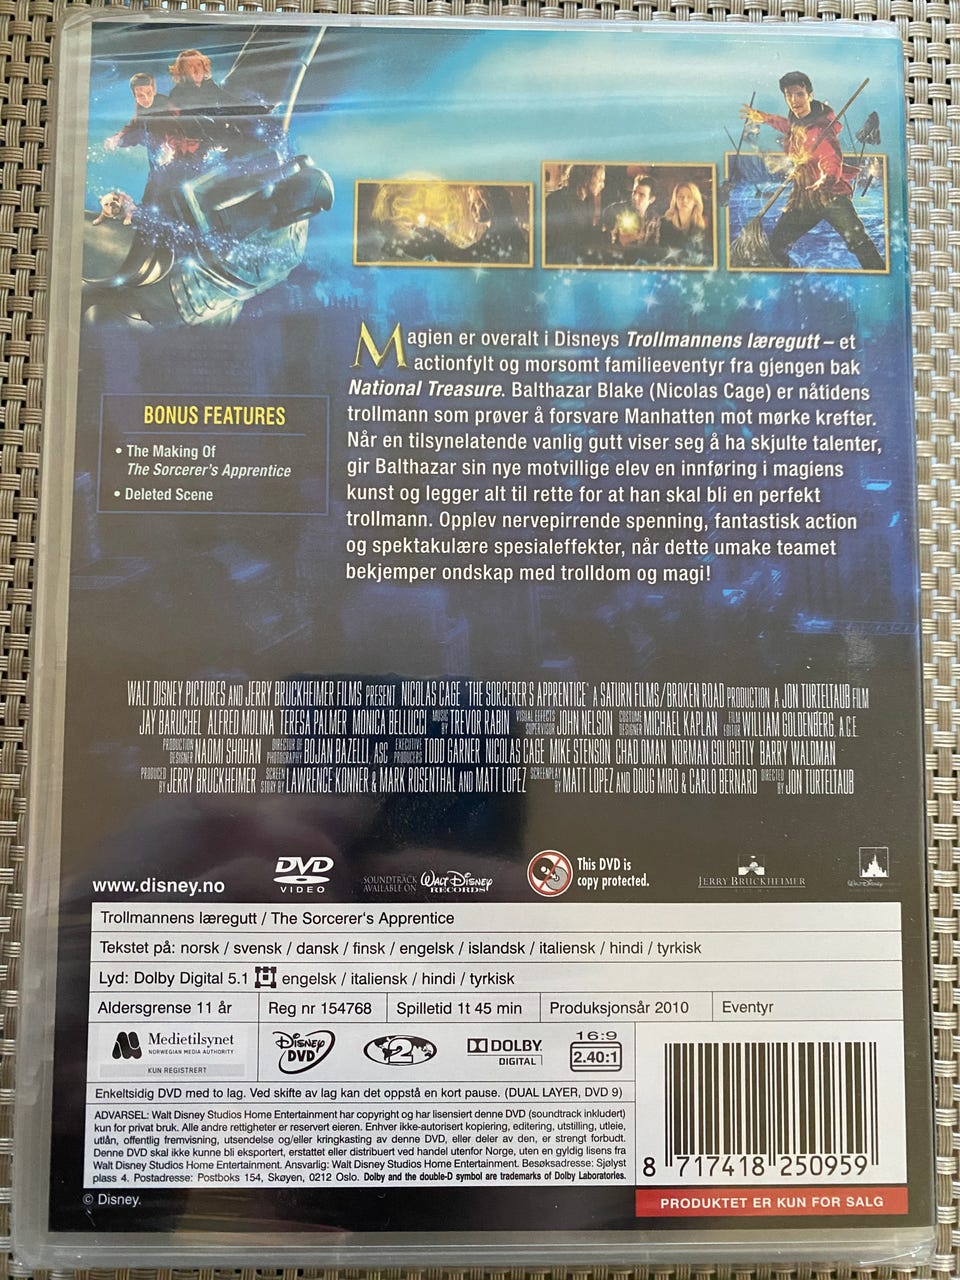 Magien er overalt i Disneys Trollmannens læregutt – et
actionfylt og morsomt familieeventyr fra gjengen bak
National Treasure. Balthazar Blake (Nicolas Cage) er nåtidens
trollmann som prøver å forsvare Manhatten mot mørke krefter.
Når en tilsynelatende vanlig gutt viser seg å ha skjulte talenter,
gir Balthazar sin nye motvillige elev en innføring i magiens
kunst og legger alt til rette for at han skal bli en perfekt
trollmann. Opplev nervepirrende spenning, fantastisk action
og spektakulære spesialeffekter, når dette umake teamet
bekjemper ondskap med trolldom og magi!
BONUS FEATURES
• The Making Of
The Sorcerer's Apprentice
• Deleted Scene
WALT DISNEY PICTURES AND JERRY BRUCKHEIMER FILMS PRESENT NICOLAS CAGE "THE SORCERER'S APPRENTICE" A SATURN FILMS/BROKEN ROAD PRODUCTION A JON TURTELTAUB FILM
JAY BARUCHEL ALFRED MOLINA TERESA PALMER MONICA BELLUCCI MUSIC BY TREVOR RABIN VISUAL EFFECTS SUPERVISOR JOHN NELSON COSTUME DESIGNER MICHAEL KAPLAN FILM EDITOR WILLIAM GOLDENBERG, A.C.E.
PRODUCTION DESIGNER NAOMI SHOHAN DIRECTOR OF PHOTOGRAPHY BOJAN BAZELLI, ASC EXECUTIVE PRODUCERS TODD GARNER NICOLAS CAGE MIKE STENSON CHAD OMAN NORMAN GOLIGHTLY BARRY WALDMAN
PRODUCED BY JERRY BRUCKHEIMER SCREEN STORY BY LAWRENCE KONNER & MARK ROSENTHAL AND MATT LOPEZ SCREENPLAY BY MATT LOPEZ AND DOUG MIRO & CARLO BERNARD DIRECTED BY JON TURTELTAUB
www.disney.no
DVD
VIDEO
SOUNDTRACK
AVAILABLE ON
WALT DISNEY
RECORDS
This DVD is
copy protected.
JERRY BRUCKHEIMER
WALT DISNEY
Trollmannens læregutt / The Sorcerer's Apprentice
Tekstet på: norsk / svensk / dansk / finsk / engelsk / islandsk / italiensk / hindi / tyrkisk
Lyd: Dolby Digital 5.1 engelsk / italiensk / hindi / tyrkisk
Aldersgrense 11 år Reg nr 154768 Spilletid 1t 45 min Produksjonsår 2010 Eventyr
Medietilsynet
NORWEGIAN MEDIA AUTHORITY
KUN REGISTRERT
Disney
DVD
2
DOLBY
DIGITAL
16:9
2.40:1
Enkeltsidig DVD med to lag. Ved skifte av lag kan det oppstå en kort pause. (DUAL LAYER, DVD 9)
ADVARSEL: Walt Disney Studios Home Entertainment har copyright og har lisensiert denne DVD (soundtrack inkludert)
kun for privat bruk. Alle andre rettigheter er reservert eieren. Enhver ikke-autorisert kopiering, editering, utstilling, utleie,
utlån, offentlig fremvisning, utsendelse og/eller kringkasting av denne DVD, eller deler av den, er strengt forbudt.
Denne DVD skal ikke kunne bli eksportert, erstattet eller distribuert ved handel utenfor Norge, uten en gyldig lisens fra
Walt Disney Studios Home Entertainment. Ansvarlig: Walt Disney Studios Home Entertainment. Besøksadresse: Sjølyst
plass 4. Postadresse: Postboks 154, Skøyen, 0212 Oslo. Dolby and the double-D symbol are trademarks of Dolby Laboratories.
8 717418 250959
PRODUKTET ER KUN FOR SALG
© Disney.